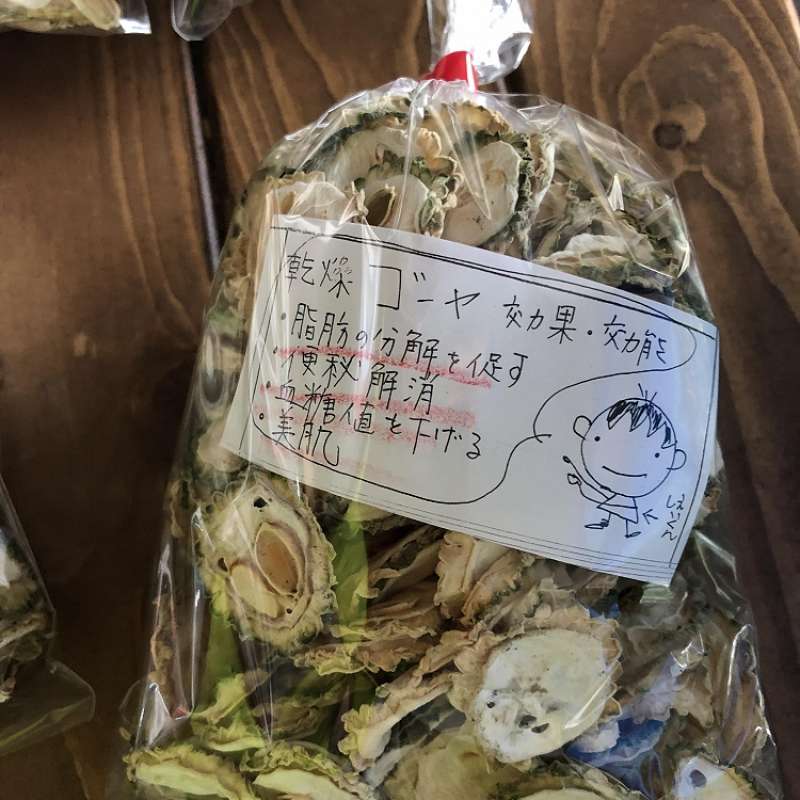 乾燥 ゴーヤ 効果・効能
・脂肪の分解を促す
・便秘解消
・血糖値を下げる
・美肌